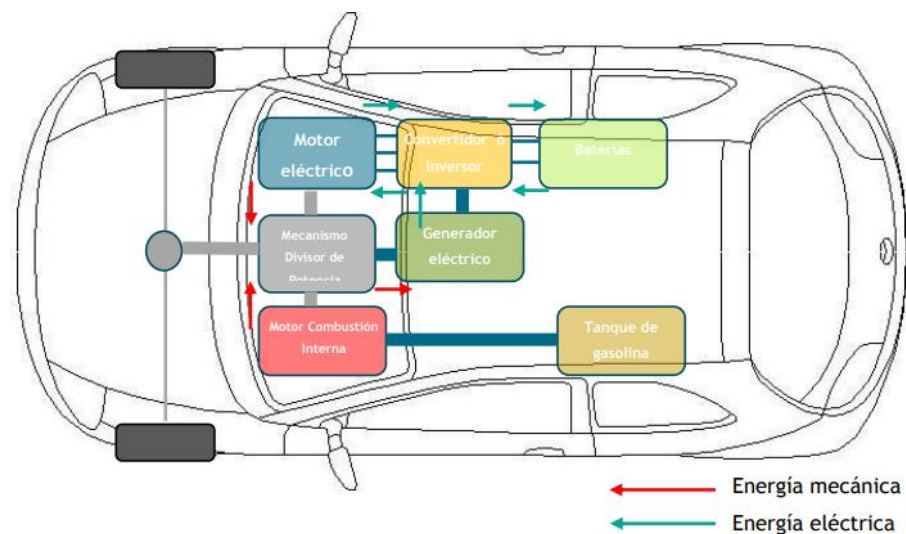 Motor
eléctrico
Convertidor ó
Inversor
Baterías
Mecanismo
Divisor de
Potencia
Generador
eléctrico
Motor Combustión
Interna
Tanque de
gasolina
Energía mecánica
Energía eléctrica